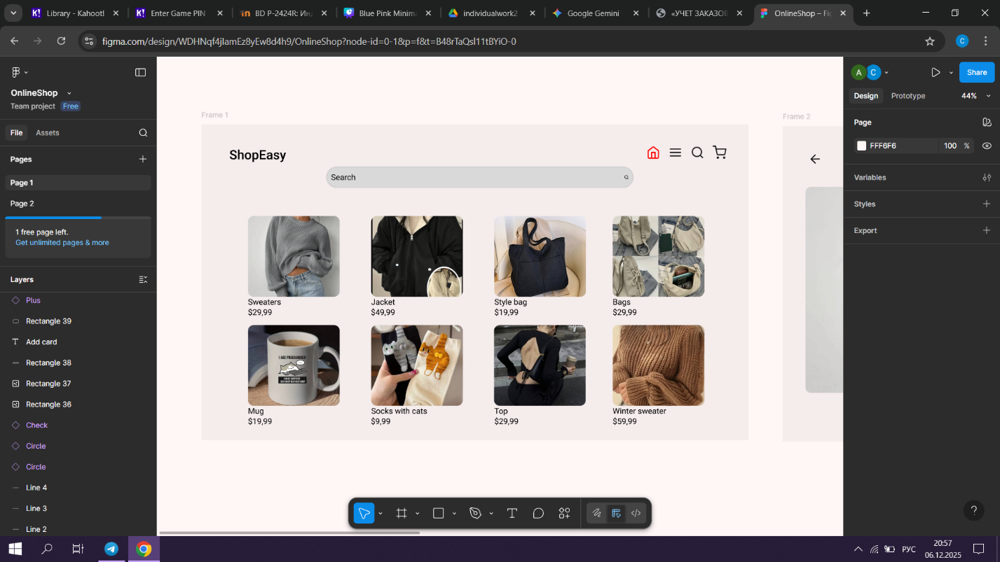 Library - Kahoot!
Enter Game PIN
BD P-2424R: Ин
Blue Pink Minima
individualwork2
Google Gemini
«УЧЕТ ЗАКАЗОВ
OnlineShop – Fig
figma.com/design/WDHNqf4jIamEz8yEw8d4h9/OnlineShop?node-id=0-1&p=f&t=B48rTaQsl11tBYiO-0
C
OnlineShop
Team project Free
File Assets
Pages
Page 1
Page 2
1 free page left.
Get unlimited pages & more
Layers
Plus
Rectangle 39
Add card
Rectangle 38
Rectangle 37
Rectangle 36
Check
Circle
Circle
Line 4
Line 3
Line 2
Frame 1
ShopEasy
Search
Sweaters
$29,99
Jacket
$49,99
Style bag
$19,99
Bags
$29,99
I ARE PROGRAMMER
Mug
$19,99
Socks with cats
$9,99
Top
$29,99
Winter sweater
$59,99
Frame 2
A C
Share
Design Prototype 44%
Page
FFF6F6 100 %
Variables
Styles
Export
?
РУС
20:57
06.12.2025